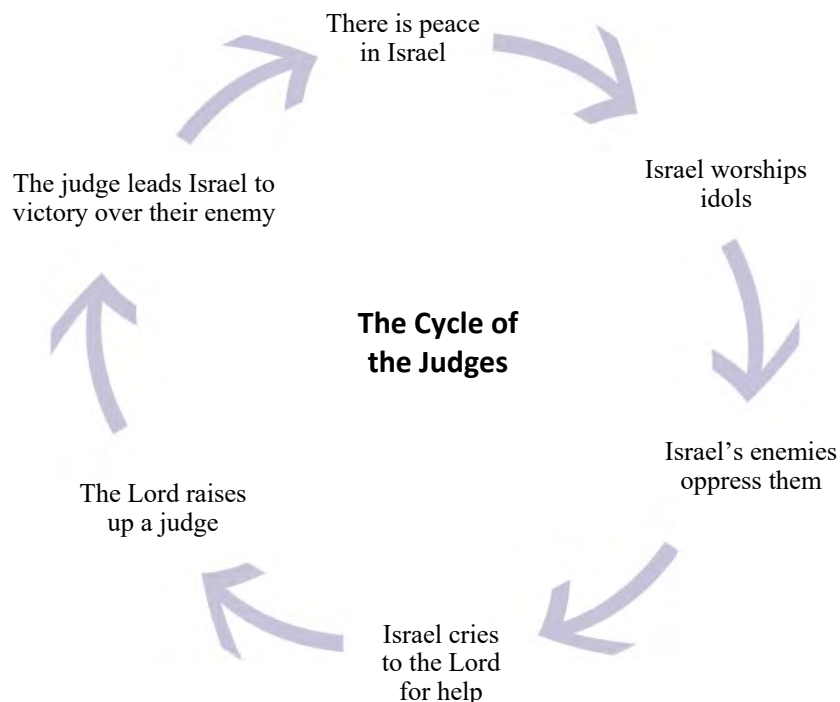 There is peace
in Israel
Israel worships
idols
Israel’s enemies
oppress them
Israel cries
to the Lord
for help
The Lord raises
up a judge
The judge leads Israel to
victory over their enemy
The Cycle of
the Judges